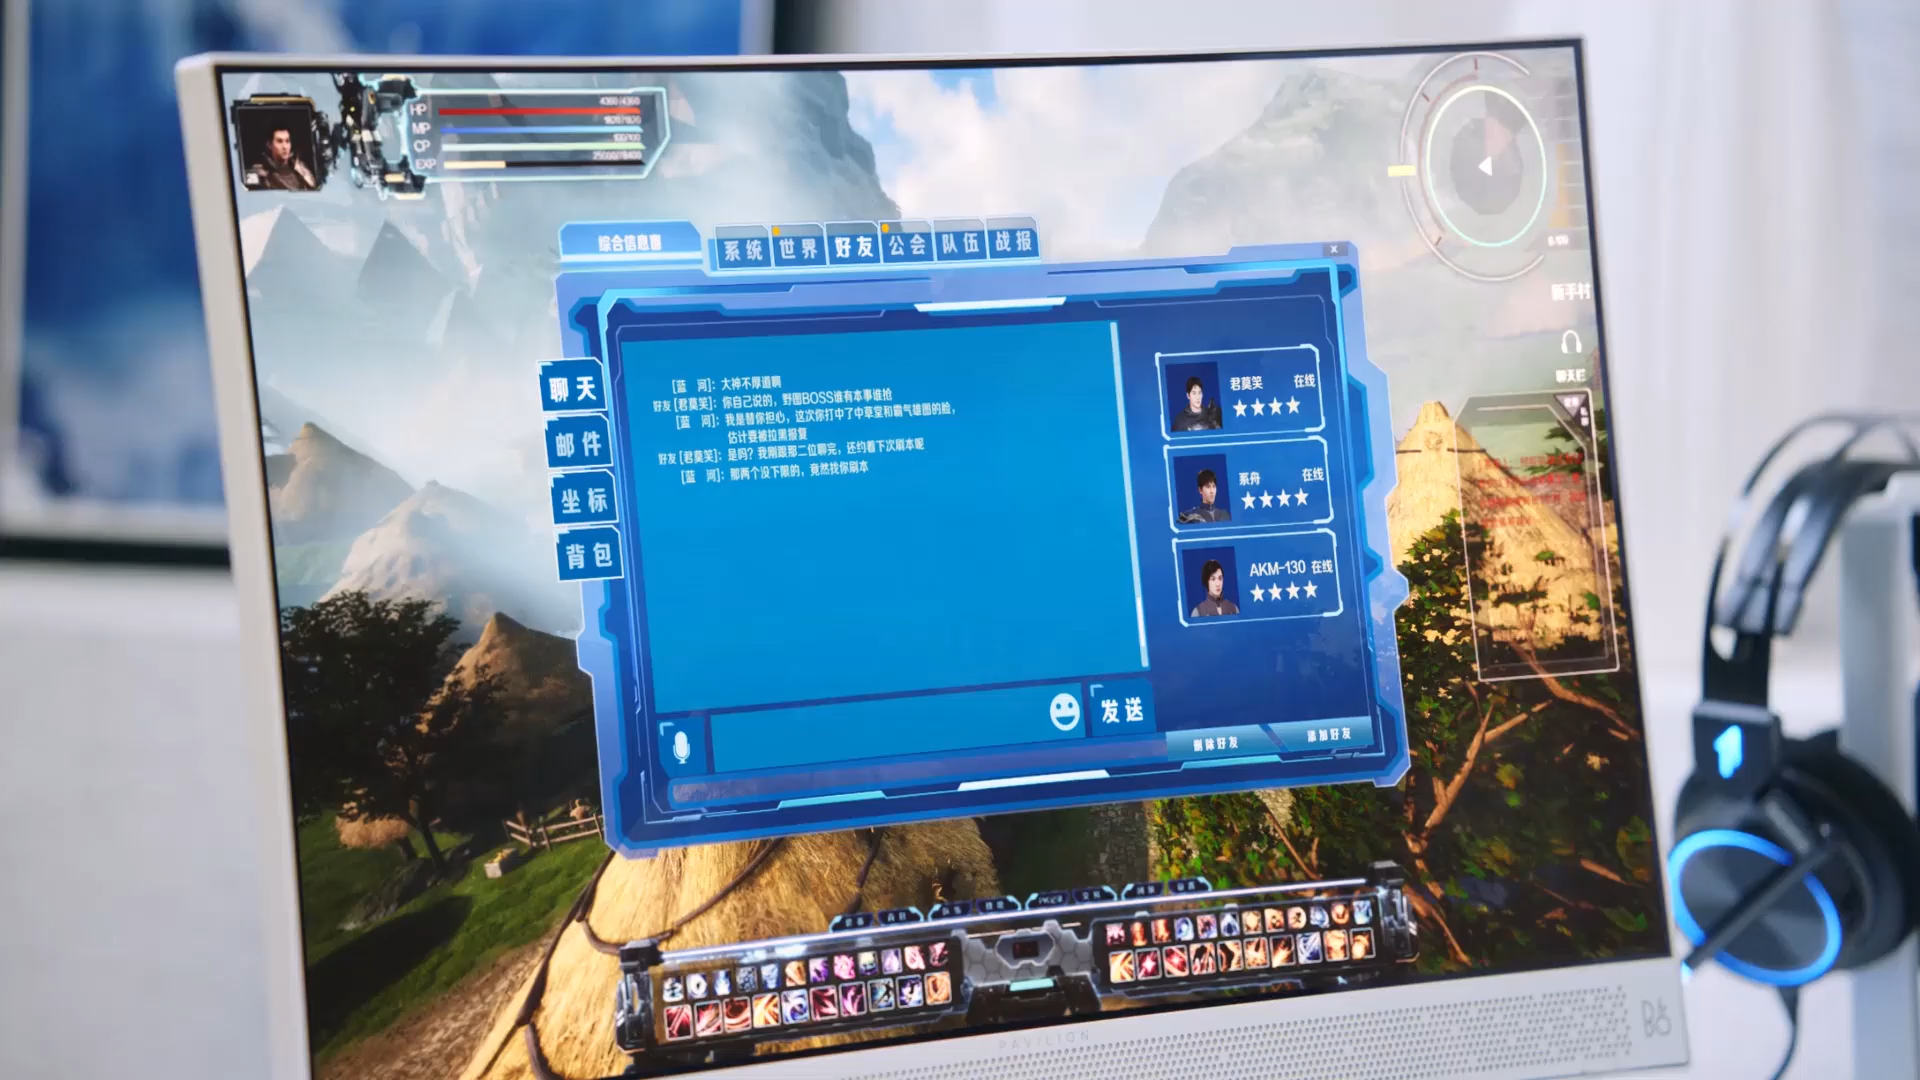 HP
MP
CP
EXP
综合信息窗
系统 世界 好友 公会 队伍 战报
X
新手村
聊天栏
聊天
邮件
坐标
背包
[蓝 河]：大神不厚道啊
好友[君莫笑]：你自己说的，野图BOSS谁有本事谁抢
[蓝 河]：我是替你担心，这次你打中了中草堂和霸气雄图的脸，
估计要被拉黑报复
好友[君莫笑]：是吗？我刚跟那二位聊完，还约着下次刷本呢
[蓝 河]：那两个没下限的，竟然找你刷本
君莫笑 在线
系舟 在线
AKM-130 在线
发送
删除好友
添加好友
PAVILION
B&O